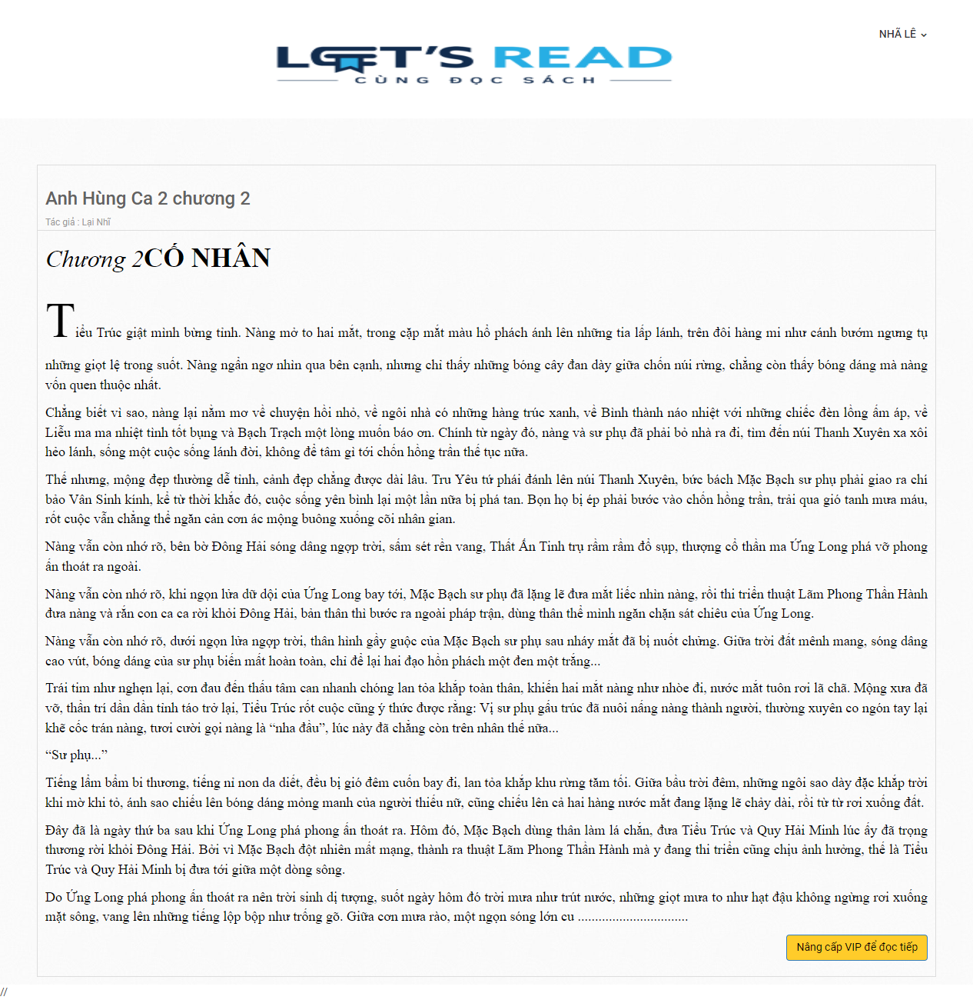 NHÃ LÊ
LET'S READ
CÙNG ĐỌC SÁCH
Anh Hùng Ca 2 chương 2
Tác giả : Lại Nhĩ
Chương 2CỐ NHÂN
Tiểu Trúc giật mình bừng tỉnh. Nàng mở to hai mắt, trong cặp mắt màu hổ phách ánh lên những tia lấp lánh, trên đôi hàng mi như cánh bướm ngưng tụ
những giọt lệ trong suốt. Nàng ngẩn ngơ nhìn qua bên cạnh, nhưng chỉ thấy những bóng cây đan dày giữa chốn núi rừng, chẳng còn thấy bóng dáng mà nàng
vốn quen thuộc nhất.
Chẳng biết vì sao, nàng lại nằm mơ về chuyện hồi nhỏ, về ngôi nhà có những hàng trúc xanh, về Bình thành náo nhiệt với những chiếc đèn lồng ấm áp, về
Liễu ma ma nhiệt tình tốt bụng và Bạch Trạch một lòng muốn báo ơn. Chính từ ngày đó, nàng và sư phụ đã phải bỏ nhà ra đi, tìm đến núi Thanh Xuyên xa xôi
hẻo lánh, sống một cuộc sống lánh đời, không để tâm gì tới chốn hồng trần thế tục nữa.
Thế nhưng, mộng đẹp thường dễ tỉnh, cảnh đẹp chẳng được dài lâu. Tru Yêu tứ phái đánh lên núi Thanh Xuyên, bức bách Mặc Bạch sư phụ phải giao ra chí
bảo Vân Sinh kính, kể từ thời khắc đó, cuộc sống yên bình lại một lần nữa bị phá tan. Bọn họ bị ép phải bước vào chốn hồng trần, trải qua gió tanh mưa máu,
rốt cuộc vẫn chẳng thể ngăn cản cơn ác mộng buông xuống cõi nhân gian.
Nàng vẫn còn nhớ rõ, bên bờ Đông Hải sóng dâng ngợp trời, sấm sét rền vang, Thất Ấn Tinh trụ rầm rầm đổ sụp, thượng cổ thần ma Ứng Long phá vỡ phong
ấn thoát ra ngoài.
Nàng vẫn còn nhớ rõ, khi ngọn lửa dữ dội của Ứng Long bay tới, Mặc Bạch sư phụ đã lặng lẽ đưa mắt liếc nhìn nàng, rồi thi triển thuật Lãm Phong Thần Hành
đưa nàng và rắn con ca ca rời khỏi Đông Hải, bản thân thì bước ra ngoài pháp trận, dùng thân thể mình ngăn chặn sát chiêu của Ứng Long.
Nàng vẫn còn nhớ rõ, dưới ngọn lửa ngợp trời, thân hình gầy guộc của Mặc Bạch sư phụ sau nháy mắt đã bị nuốt chửng. Giữa trời đất mênh mang, sóng dâng
cao vút, bóng dáng của sư phụ biến mất hoàn toàn, chỉ để lại hai đạo hồn phách một đen một trắng...
Trái tim như nghẹn lại, cơn đau đến thấu tâm can nhanh chóng lan tỏa khắp toàn thân, khiến hai mắt nàng như nhòe đi, nước mắt tuôn rơi lã chã. Mộng xưa đã
vỡ, thần trí dần dần tỉnh táo trở lại, Tiểu Trúc rốt cuộc cũng ý thức được rằng: Vị sư phụ gấu trúc đã nuôi nấng nàng thành người, thường xuyên co ngón tay lại
khẽ cốc trán nàng, tươi cười gọi nàng là “nha đầu”, lúc này đã chẳng còn trên nhân thế nữa...
“Sư phụ...”
Tiếng lẩm bẩm bi thương, tiếng nỉ non da diết, đều bị gió đêm cuốn bay đi, lan tỏa khắp khu rừng tăm tối. Giữa bầu trời đêm, những ngôi sao dày đặc khắp trời
khi mờ khi tỏ, ánh sao chiếu lên bóng dáng mỏng manh của người thiếu nữ, cũng chiếu lên cả hai hàng nước mắt đang lặng lẽ chảy dài, rồi từ từ rơi xuống đất.
Đây đã là ngày thứ ba sau khi Ứng Long phá phong ấn thoát ra. Hôm đó, Mặc Bạch dùng thân làm lá chắn, đưa Tiểu Trúc và Quy Hải Minh lúc ấy đã trọng
thương rời khỏi Đông Hải. Bởi vì Mặc Bạch đột nhiên mất mạng, thành ra thuật Lãm Phong Thần Hành mà y đang thi triển cũng chịu ảnh hưởng, thế là Tiểu
Trúc và Quy Hải Minh bị đưa tới giữa một dòng sông.
Do Ứng Long phá phong ấn thoát ra nên trời sinh dị tượng, suốt ngày hôm đó trời mưa như trút nước, những giọt mưa to như hạt đậu không ngừng rơi xuống
mặt sông, vang lên những tiếng lộp bộp như trống gõ. Giữa cơn mưa rào, một ngọn sóng lớn cu ................................
Nâng cấp VIP để đọc tiếp
//